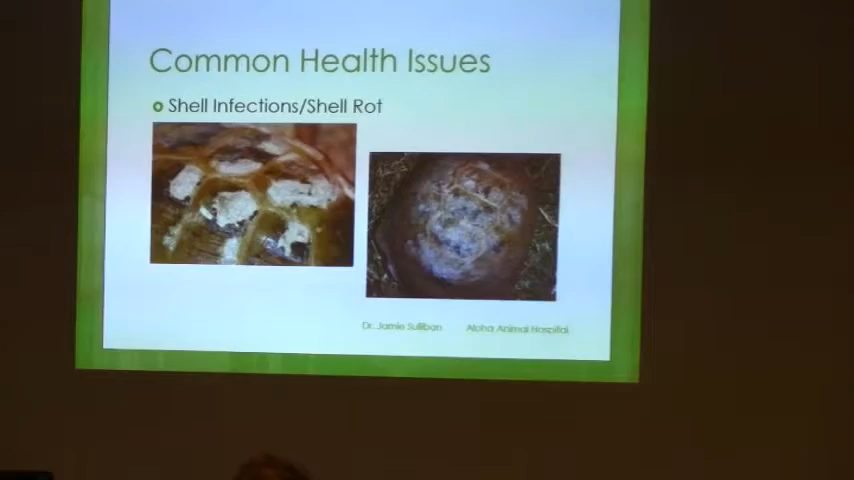 Common Health Issues
Shell Infections/Shell Rot
Dr. Jamie Sullivan Aloha Animal Hospital